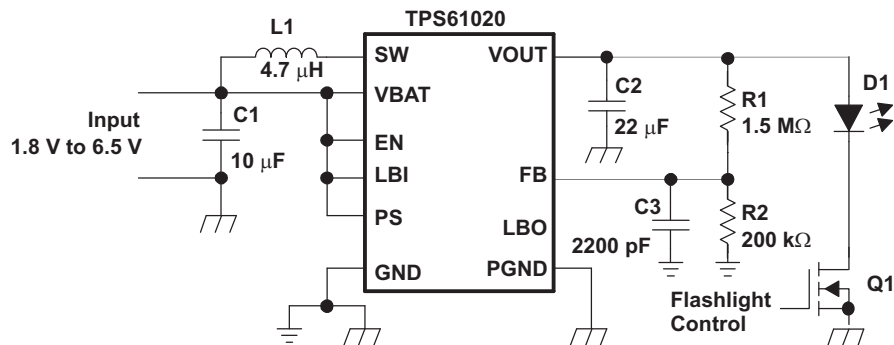 TPS61020
L1
4.7 μH
SW
VOUT
VBAT
EN
LBI
PS
GND
FB
LBO
PGND
Input
1.8 V to 6.5 V
C1
10 μF
C2
22 μF
C3
2200 pF
R1
1.5 MΩ
R2
200 kΩ
D1
Q1
Flashlight
Control